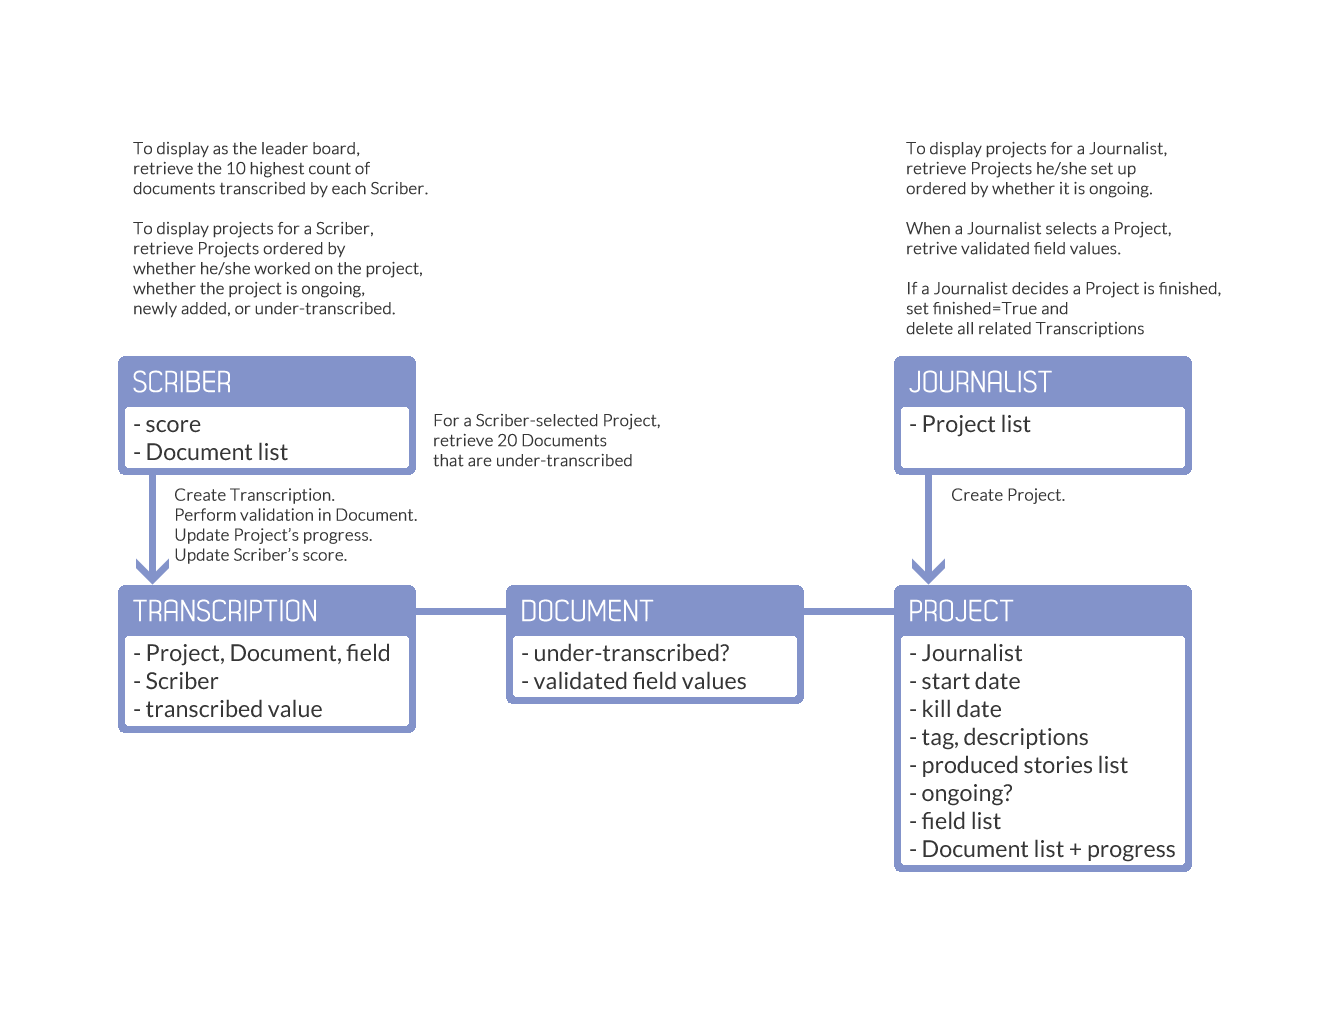 To display as the leader board,
retrieve the 10 highest count of
documents transcribed by each Scriber.
To display projects for a Scriber,
retrieve Projects ordered by
whether he/she worked on the project,
whether the project is ongoing,
newly added, or under-transcribed.
To display projects for a Journalist,
retrieve Projects he/she set up
ordered by whether it is ongoing.
When a Journalist selects a Project,
retrive validated field values.
If a Journalist decides a Project is finished,
set finished=True and
delete all related Transcriptions
SCRIBER
- score
- Document list
For a Scriber-selected Project,
retrieve 20 Documents
that are under-transcribed
JOURNALIST
- Project list
Create Transcription.
Perform validation in Document.
Update Project's progress.
Update Scriber's score.
Create Project.
TRANSCRIPTION
- Project, Document, field
- Scriber
- transcribed value
DOCUMENT
- under-transcribed?
- validated field values
PROJECT
- Journalist
- start date
- kill date
- tag, descriptions
- produced stories list
- ongoing?
- field list
- Document list + progress